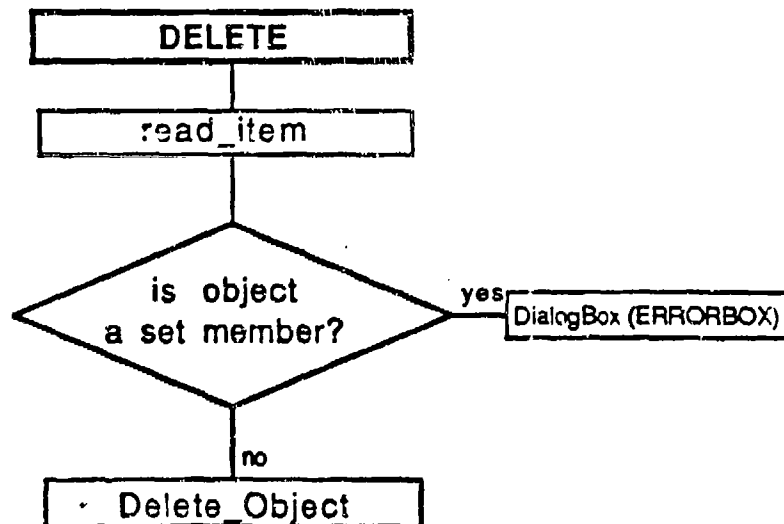 DELETE
read_item
is object
a set member?
yes
DialogBox (ERRORBOX)
no
Delete_Object